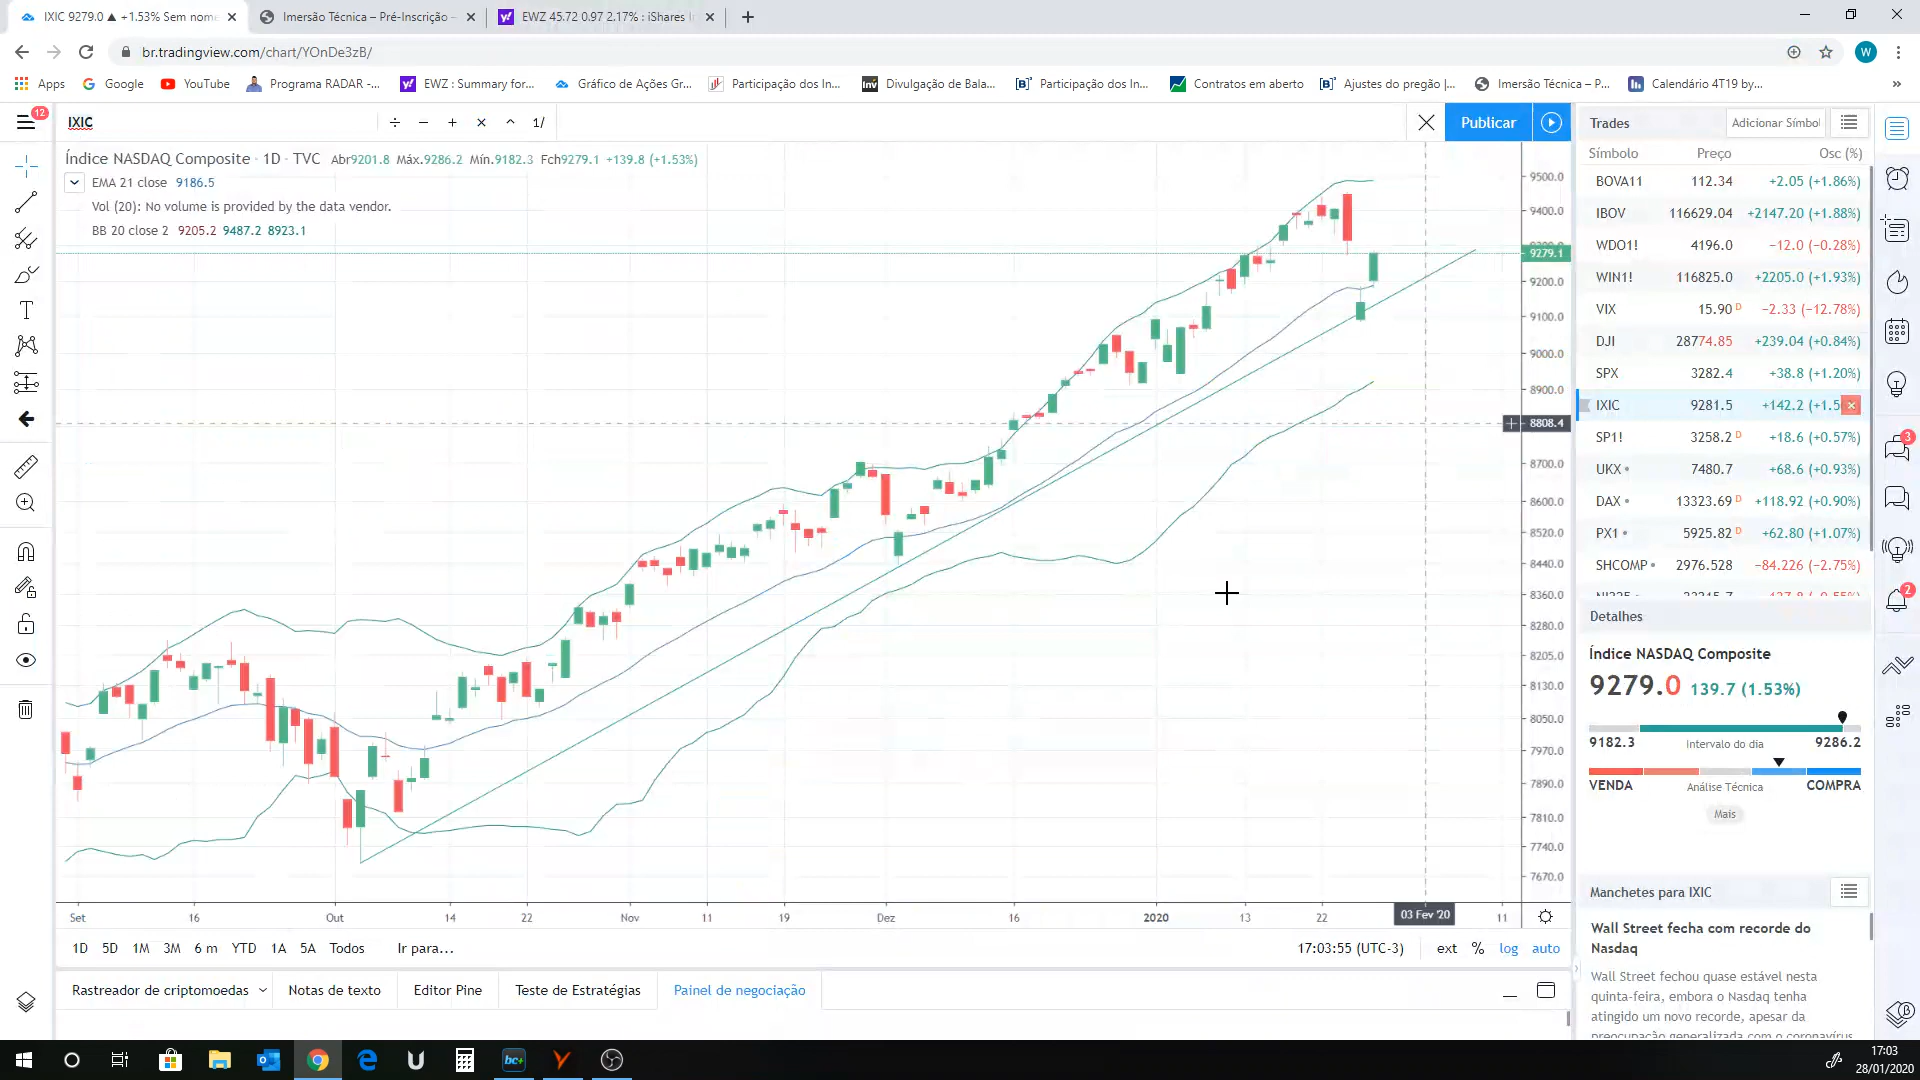 IXIC 9279.0 ▲ +1.53% Sem nome
Imersão Técnica – Pré-Inscrição –
EWZ 45.72 0.97 2.17% : iShares
br.tradingview.com/chart/YOnDe3zB/
W
Apps
Google
YouTube
Programa RADAR -...
EWZ : Summary for...
Gráfico de Ações Gr...
Participação dos In...
Divulgação de Bala...
Participação dos In...
Contratos em aberto
Ajustes do pregão |...
Imersão Técnica – P...
Calendário 4T19 by...
»
12
IXIC
÷ − + × ^ 1/
Publicar
Índice NASDAQ Composite · 1D · TVC Abr9201.8 Máx.9286.2 Mín.9182.3 Fch9279.1 +139.8 (+1.53%)
EMA 21 close 9186.5
Vol (20): No volume is provided by the data vendor.
BB 20 close 2 9205.2 9487.2 8923.1
9500.0
9400.0
9300.0
9279.1
9200.0
9100.0
9000.0
8900.0
8808.4
8700.0
8600.0
8520.0
8440.0
8360.0
8280.0
8205.0
8130.0
8050.0
7970.0
7890.0
7810.0
7740.0
7670.0
Set 16 Out 14 22 Nov 11 19 Dez 16 2020 13 22 03 Fev '20 11
1D 5D 1M 3M 6 m YTD 1A 5A Todos Ir para...
17:03:55 (UTC-3) ext % log auto
Rastreador de criptomoedas Notas de texto Editor Pine Teste de Estratégias Painel de negociação
Trades Adicionar Símbol
Símbolo Preço Osc (%)
BOVA11 112.34 +2.05 (+1.86%)
IBOV 116629.04 +2147.20 (+1.88%)
WDO1! 4196.0 −12.0 (−0.28%)
WIN1! 116825.0 +2205.0 (+1.93%)
VIX 15.90 D −2.33 (−12.78%)
DJI 28774.85 +239.04 (+0.84%)
SPX 3282.4 +38.8 (+1.20%)
IXIC 9281.5 +142.2 (+1.5
SP1! 3258.2 D +18.6 (+0.57%)
UKX • 7480.7 +68.6 (+0.93%)
DAX • 13323.69 D +118.92 (+0.90%)
PX1 • 5925.82 D +62.80 (+1.07%)
SHCOMP • 2976.528 −84.226 (−2.75%)
Detalhes
Índice NASDAQ Composite
9279.0 139.7 (1.53%)
9182.3 Intervalo do dia 9286.2
VENDA Análise Técnica COMPRA
Mais
Manchetes para IXIC
Wall Street fecha com recorde do
Nasdaq
Wall Street fechou quase estável nesta
quinta-feira, embora o Nasdaq tenha
atingido um novo recorde, apesar da
preocupação generalizada com o coronavírus
3
2
bc+
17:03
28/01/2020